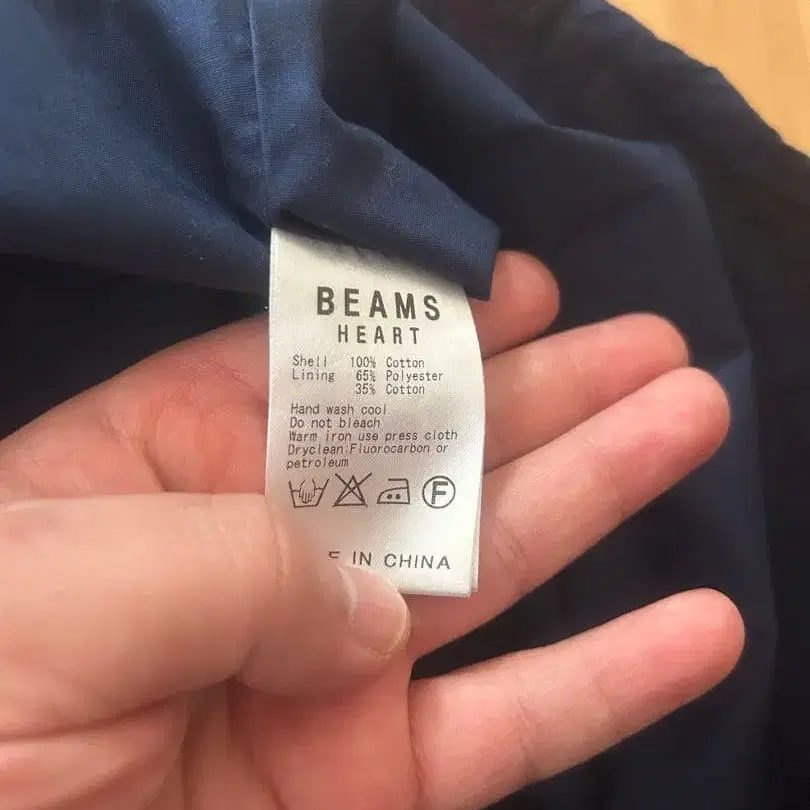 BEAMS
HEART
Shell 100% Cotton
Lining 65% Polyester
35% Cotton
Hand wash cool
Do not bleach
Warm iron use press cloth
Dryclean:Fluorocarbon or
petroleum
F
IN CHINA